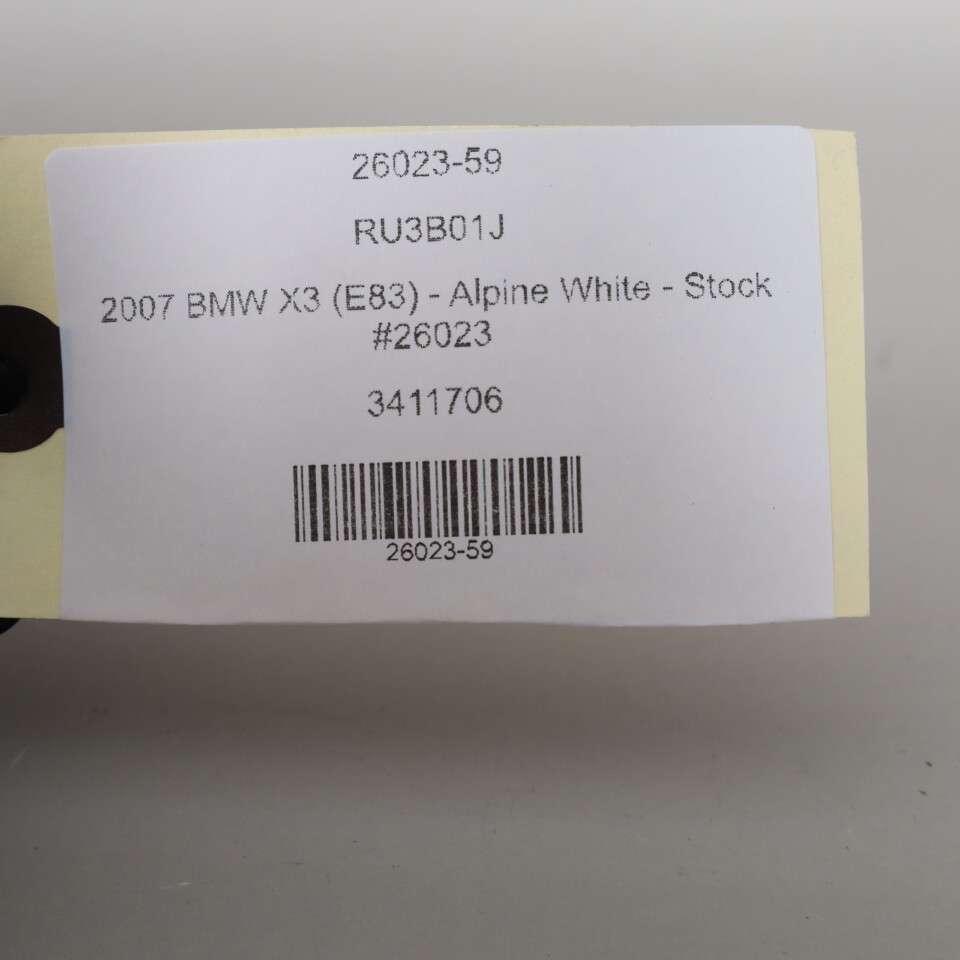 26023-59
RU3B01J
2007 BMW X3 (E83) - Alpine White - Stock
#26023
3411706
26023-59